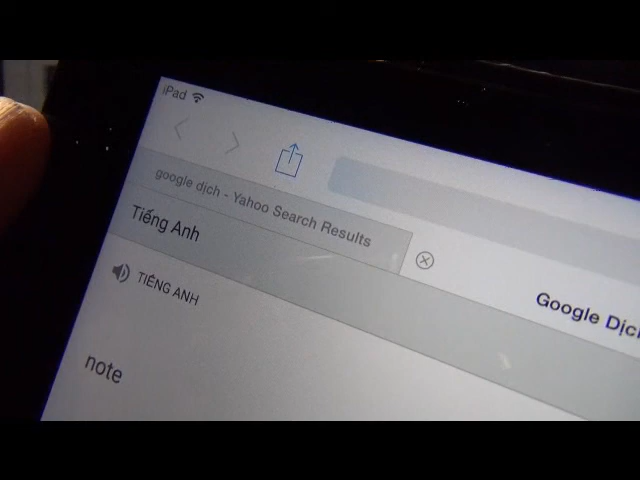 iPad
google dịch - Yahoo Search Results
Google Dịch
Tiếng Anh
TIẾNG ANH
note